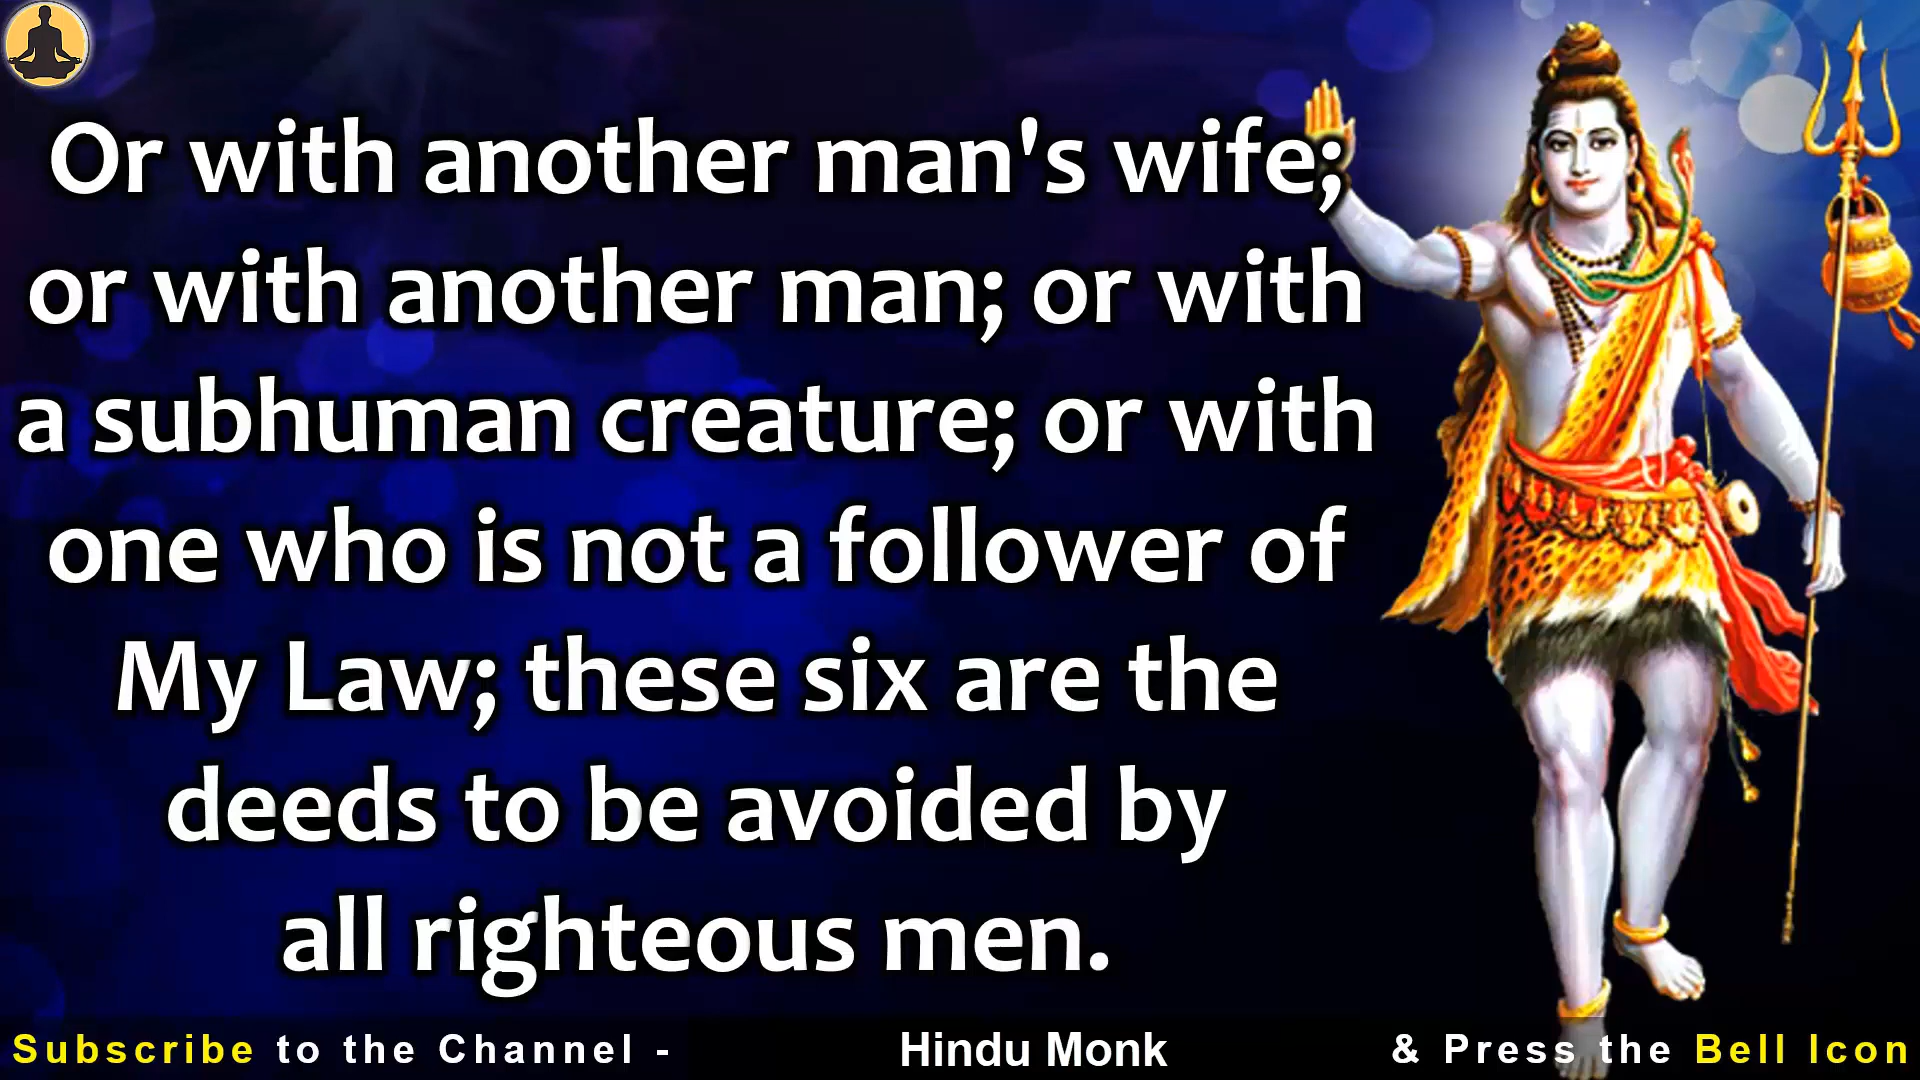 Or with another man's wife;
or with another man; or with
a subhuman creature; or with
one who is not a follower of
My Law; these six are the
deeds to be avoided by
all righteous men.
Subscribe to the Channel - Hindu Monk & Press the Bell Icon